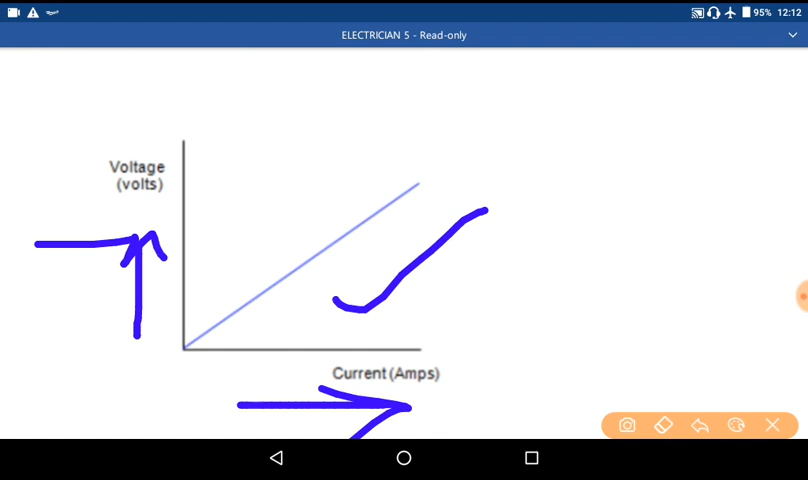 95% 12:12
ELECTRICIAN 5 - Read-only
Voltage
(volts)
Current (Amps)